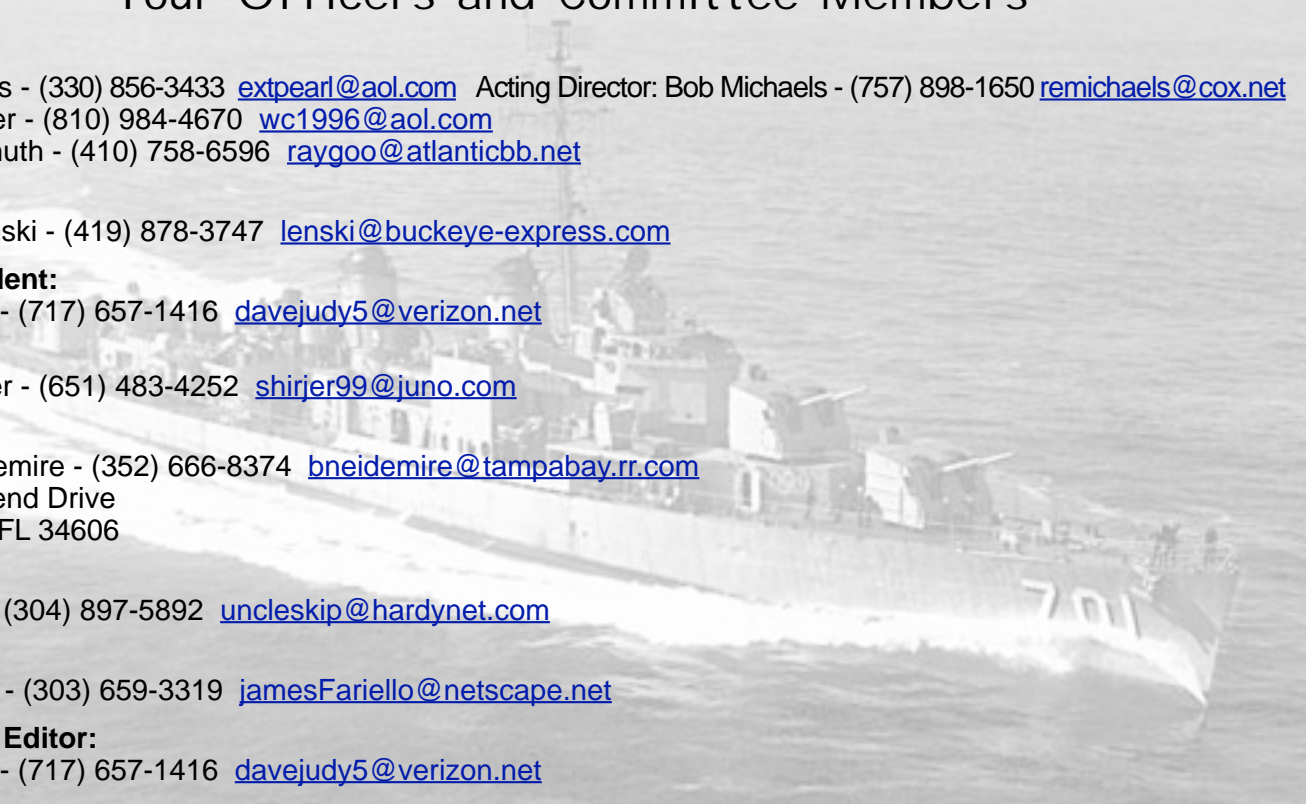 Your Officers and Committee Members
s - (330) 856-3433 extpearl@aol.com Acting Director: Bob Michaels - (757) 898-1650 remichaels@cox.net
er - (810) 984-4670 wc1996@aol.com
uth - (410) 758-6596 raygoo@atlanticbb.net
ski - (419) 878-3747 lenski@buckeye-express.com
dent:
- (717) 657-1416 davejudy5@verizon.net
er - (651) 483-4252 shirjer99@juno.com
emire - (352) 666-8374 bneidemire@tampabay.rr.com
end Drive
FL 34606
(304) 897-5892 uncleskip@hardynet.com
- (303) 659-3319 jamesFariello@netscape.net
Editor:
- (717) 657-1416 davejudy5@verizon.net
701